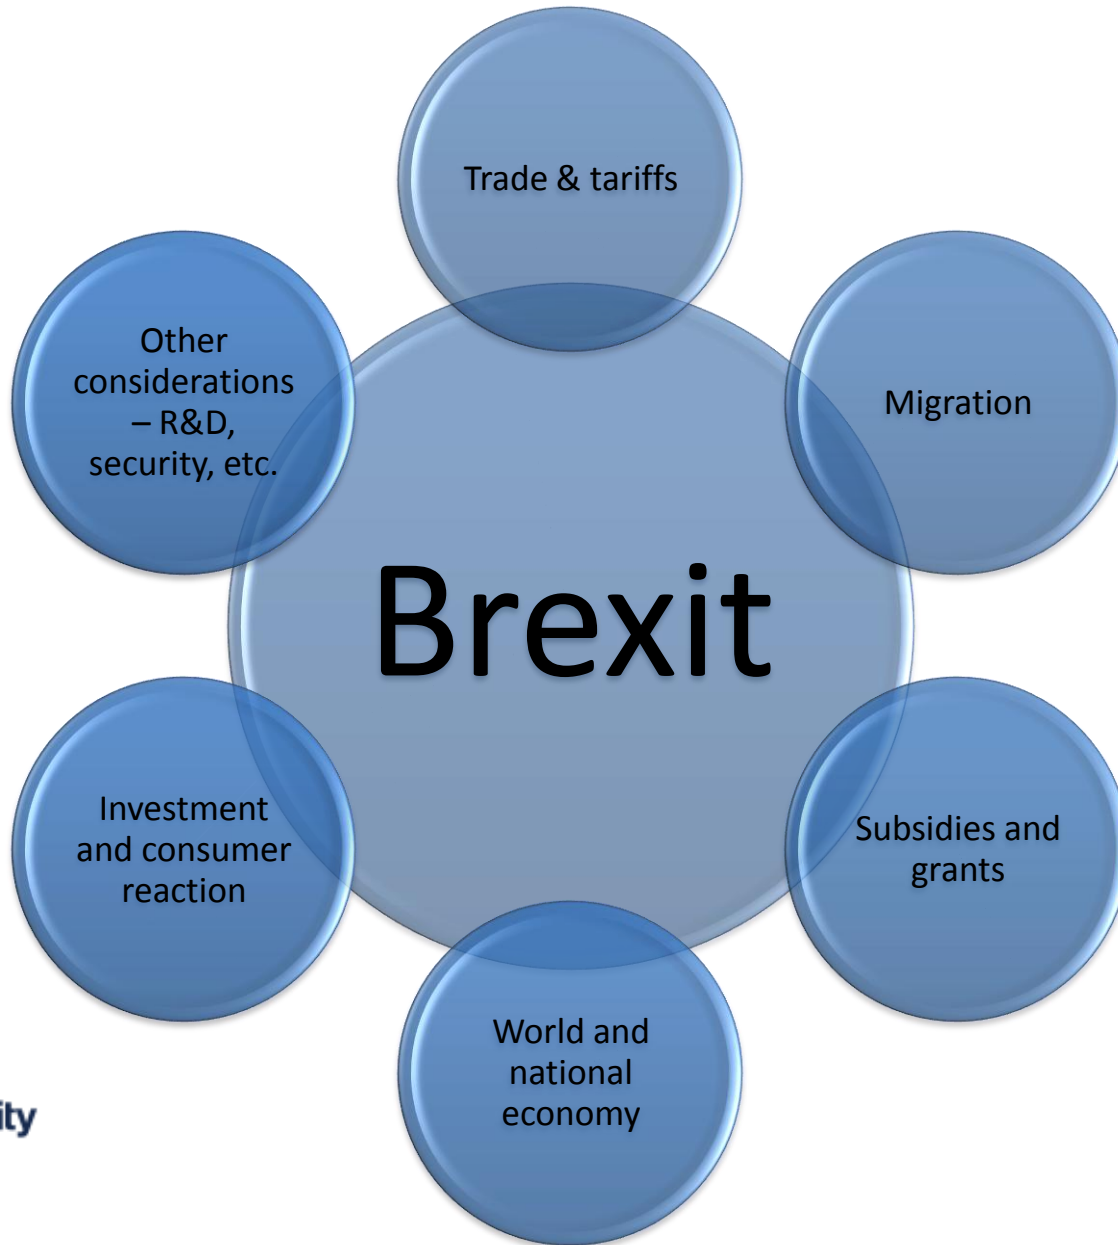 Trade & tariffs
Other
considerations
– R&D,
security, etc.
Migration
Brexit
Investment
and consumer
reaction
Subsidies and
grants
World and
national
economy
ity